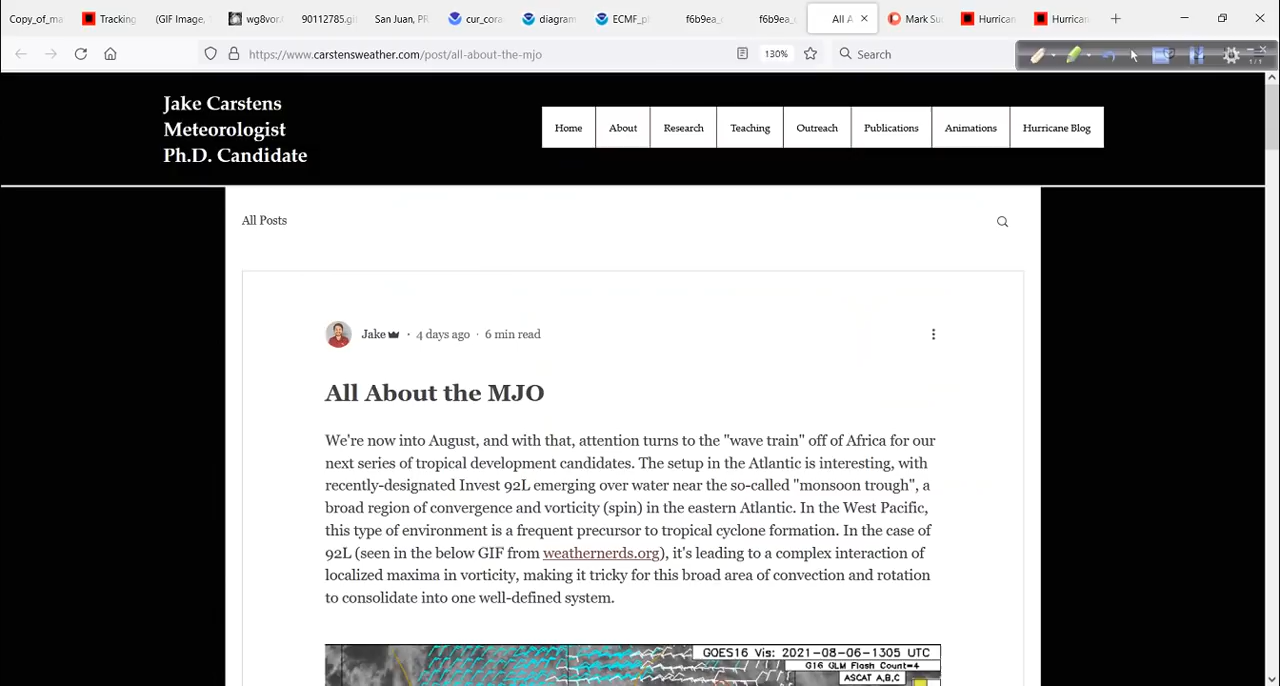 Copy_of_ma Tracking (GIF Image, wg8vor. 90112785.gi San Juan, PR cur_cora diagram ECMF_pl f6b9ea_ f6b9ea_ All A Mark Su Hurrican Hurrican
https://www.carstensweather.com/post/all-about-the-mjo 130% Search
1/1
Jake Carstens
Meteorologist
Ph.D. Candidate
Home About Research Teaching Outreach Publications Animations Hurricane Blog
All Posts
Jake · 4 days ago · 6 min read
All About the MJO
We're now into August, and with that, attention turns to the "wave train" off of Africa for our
next series of tropical development candidates. The setup in the Atlantic is interesting, with
recently-designated Invest 92L emerging over water near the so-called "monsoon trough", a
broad region of convergence and vorticity (spin) in the eastern Atlantic. In the West Pacific,
this type of environment is a frequent precursor to tropical cyclone formation. In the case of
92L (seen in the below GIF from weathernerds.org), it's leading to a complex interaction of
localized maxima in vorticity, making it tricky for this broad area of convection and rotation
to consolidate into one well-defined system.
GOES16 Vis: 2021-08-06-1305 UTC
G16 GLM Flash Count=4
ASCAT A,B,C